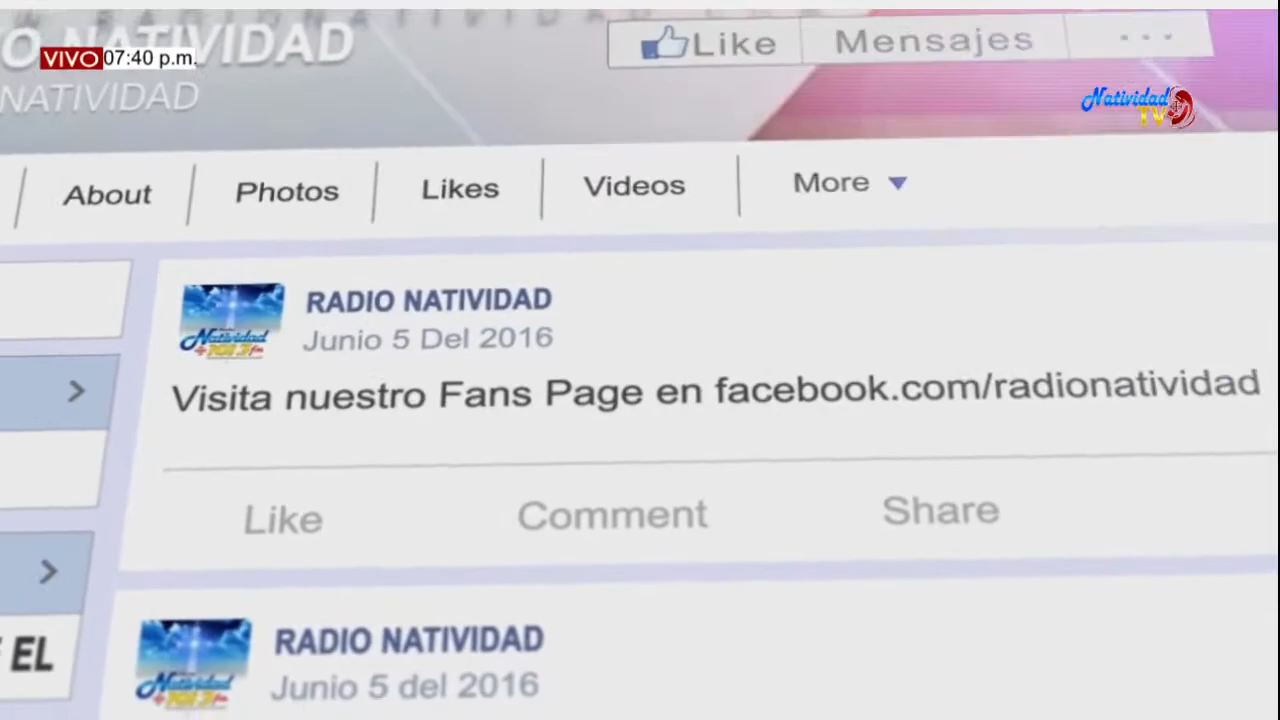 NATIVIDAD
Like
Mensajes
...
VIVO 07:40 p.m.
NATIVIDAD
Natividad
TV
About
Photos
Likes
Videos
More
RADIO NATIVIDAD
Junio 5 Del 2016
Natividad
Visita nuestro Fans Page en facebook.com/radionatividad
Like
Comment
Share
RADIO NATIVIDAD
Junio 5 del 2016
Natividad
EL